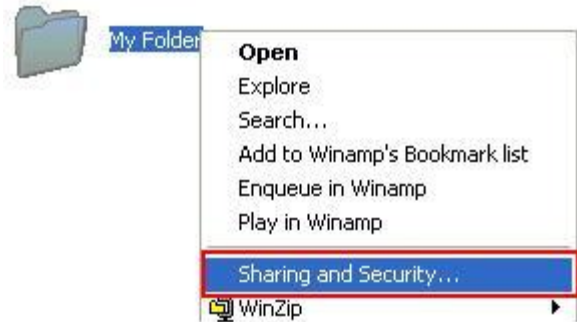 My Folder
Open
Explore
Search...
Add to Winamp's Bookmark list
Enqueue in Winamp
Play in Winamp
Sharing and Security...
WinZip